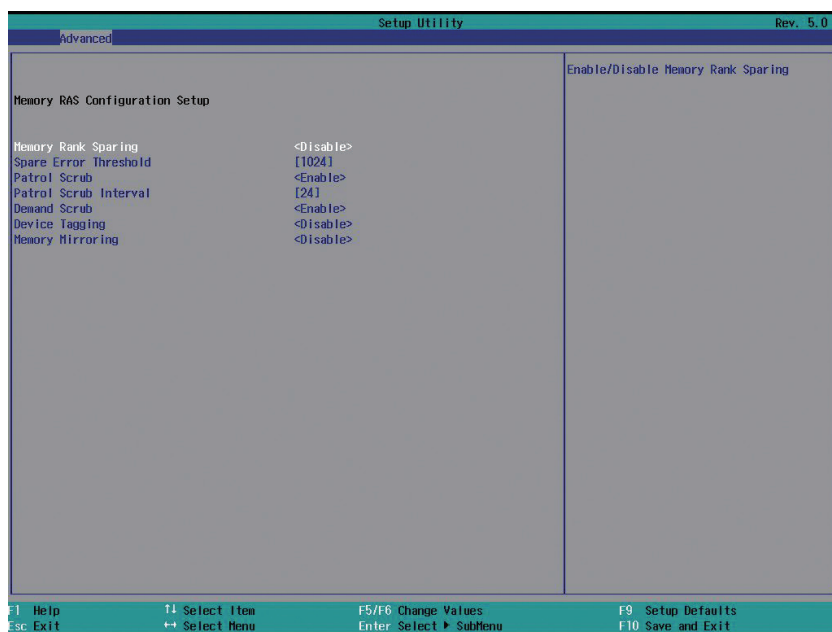 Setup Utility Rev. 5.0
Advanced
Enable/Disable Memory Rank Sparing
Memory RAS Configuration Setup
Memory Rank Sparing <Disable>
Spare Error Threshold [1024]
Patrol Scrub <Enable>
Patrol Scrub Interval [24]
Demand Scrub <Enable>
Device Tagging <Disable>
Memory Mirroring <Disable>
F1 Help ↑↓ Select Item F5/F6 Change Values F9 Setup Defaults
Esc Exit ↔ Select Menu Enter Select ▶ SubMenu F10 Save and Exit